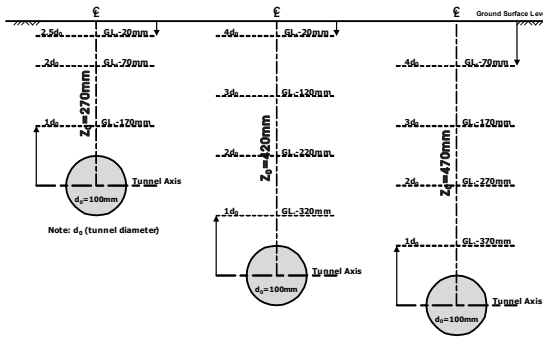 ℄ ℄ ℄ Ground Surface Leve
2.5d₀ GL-20mm
2d₀ GL-70mm
Z₀=270mm
1d₀ GL-170mm
Tunnel Axis
d₀=100mm
Note: d₀ (tunnel diameter)
4d₀ GL-20mm
3d₀ GL-120mm
Z₀=420mm
2d₀ GL-220mm
1d₀ GL-320mm
Tunnel Axis
d₀=100mm
4d₀ GL-70mm
3d₀ GL-170mm
Z₀=470mm
2d₀ GL-270mm
1d₀ GL-370mm
Tunnel Axis
d₀=100mm